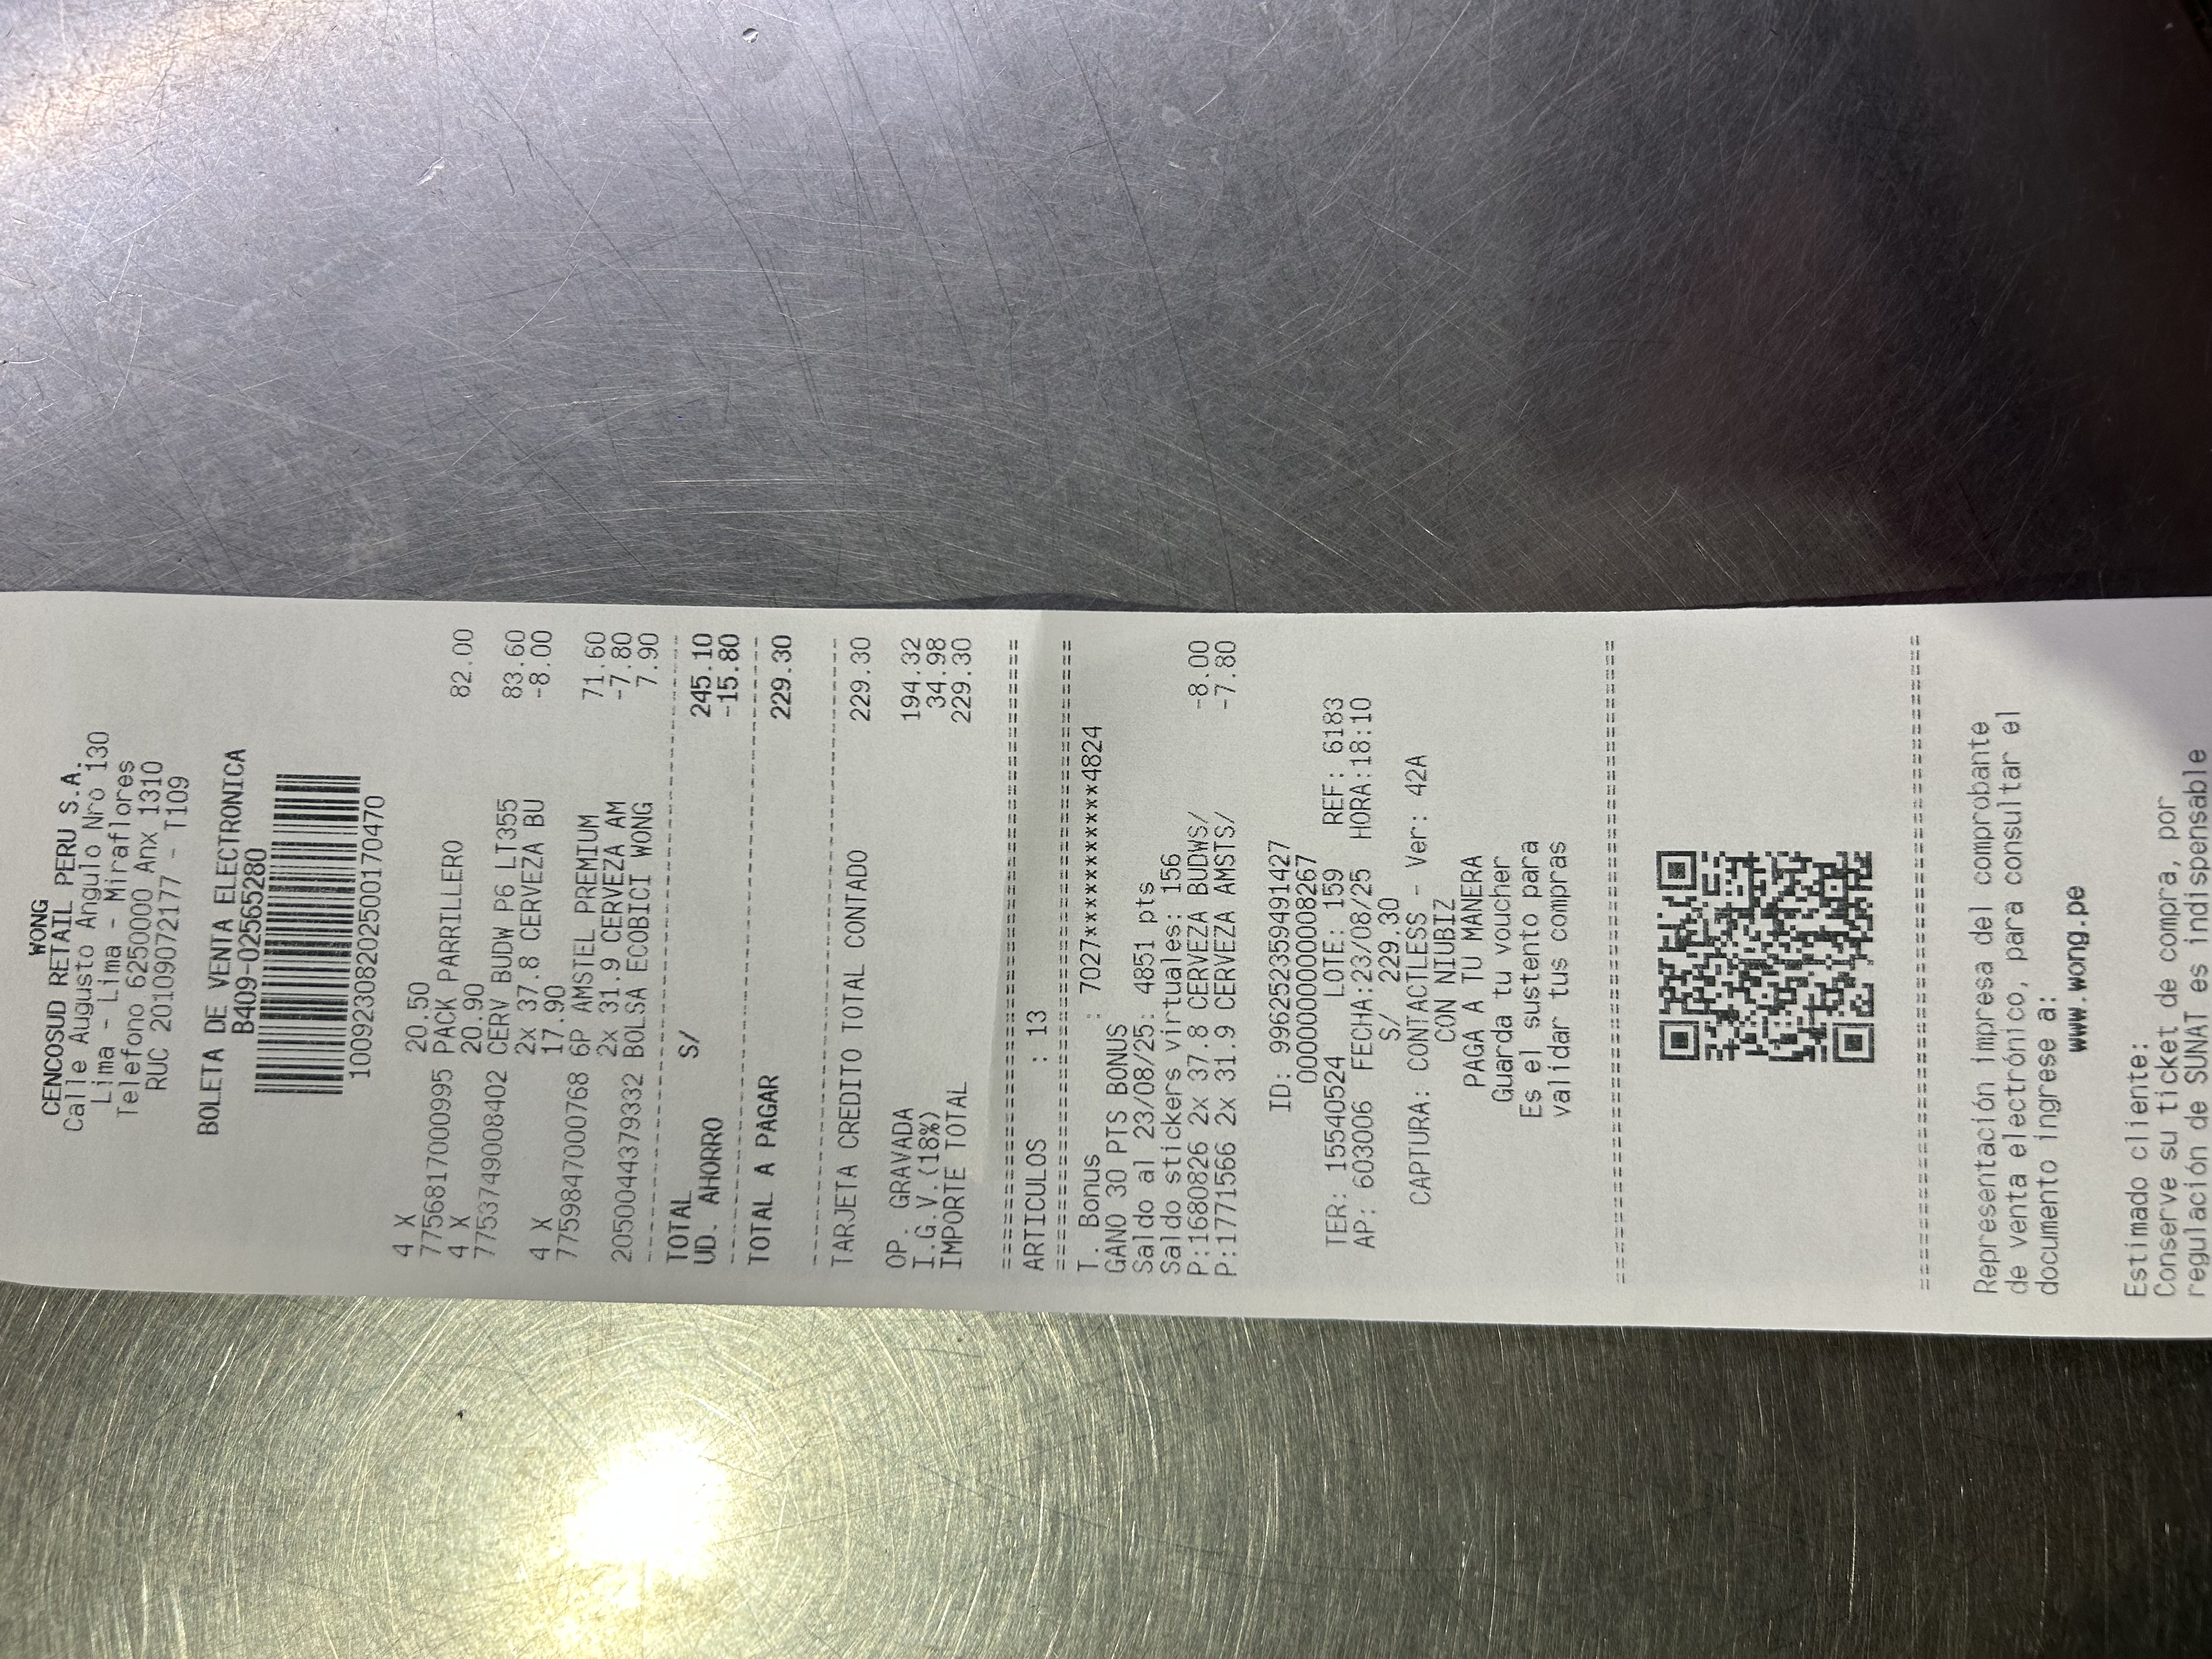 WONG
CENCOSUD RETAIL PERU S.A.
Calle Augusto Angulo Nro 130
Lima - Lima - Miraflores
Telefono 6250000 Anx 1310
RUC 20109072177 - T109
BOLETA DE VENTA ELECTRONICA
B409-02565280
10092308202500170470
4 X 20.50
7756817000995 PACK PARRILLERO 82.00
4 X 20.90
7753749008402 CERV BUDW P6 LT355 83.60
2x 37.8 CERVEZA BU -8.00
4 X 17.90
7759847000768 6P AMSTEL PREMIUM 71.60
2x 31.9 CERVEZA AM -7.80
2050044379332 BOLSA ECOBICI WONG 7.90
TOTAL S/ 245.10
UD. AHORRO -15.80
TOTAL A PAGAR 229.30
TARJETA CREDITO TOTAL CONTADO 229.30
OP. GRAVADA 194.32
I.G.V.(18%) 34.98
IMPORTE TOTAL 229.30
ARTICULOS : 13
T. Bonus : 7027***********4824
GANO 30 PTS BONUS
Saldo al 23/08/25: 4851 pts
Saldo stickers virtuales: 156
P:1680826 2x 37.8 CERVEZA BUDWS/ -8.00
P:1771566 2x 31.9 CERVEZA AMSTS/ -7.80
ID: 996252359491427
0000000000008267
TER: 15540524 LOTE: 159 REF: 6183
AP: 603006 FECHA:23/08/25 HORA:18:10
S/ 229.30
CAPTURA: CONTACTLESS - Ver: 42A
CON NIUBIZ
PAGA A TU MANERA
Guarda tu voucher
Es el sustento para
validar tus compras
Representación impresa del comprobante
de venta electrónico, para consultar el
documento ingrese a:
www.wong.pe
Estimado cliente:
Conserve su ticket de compra, por
regulación de SUNAT es indispensable